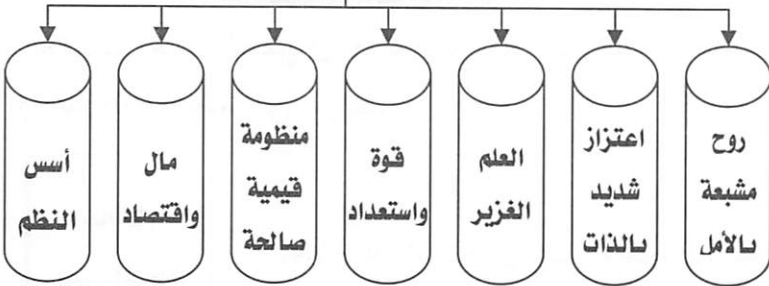 روح
مشبعة
بالأمل
اعتزاز
شديد
بالذات
العلم
الغزير
قوة
واستعداد
منظومة
قيمية
صالحة
مال
واقتصاد
أسس
النظم